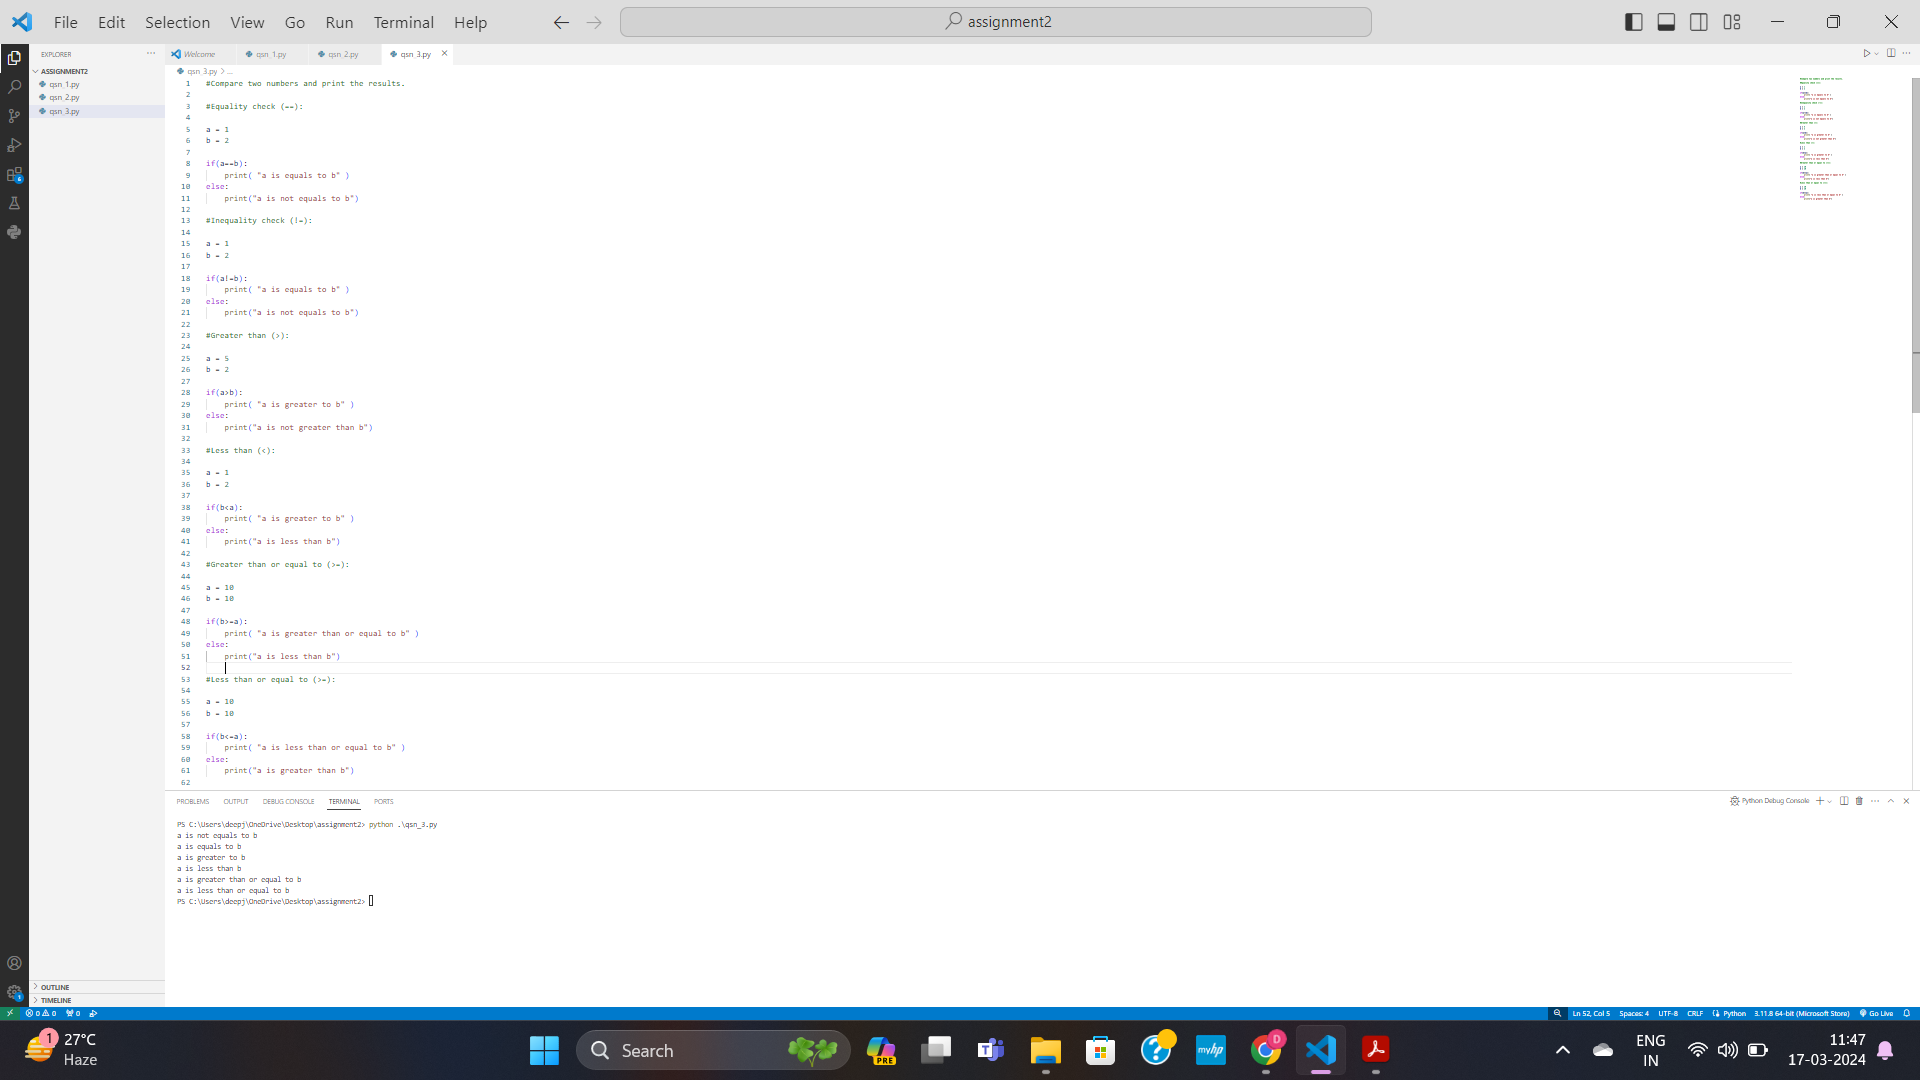 File Edit Selection View Go Run Terminal Help
assignment2
EXPLORER
Welcome
qsn_1.py
qsn_2.py
qsn_3.py
ASSIGNMENT2
qsn_1.py
qsn_2.py
qsn_3.py
qsn_3.py > ...
1 #Compare two numbers and print the results.
2
3 #Equality check (==):
4
5 a = 1
6 b = 2
7
8 if(a==b):
9 print( "a is equals to b" )
10 else:
11 print("a is not equals to b")
12
13 #Inequality check (!=):
14
15 a = 1
16 b = 2
17
18 if(a!=b):
19 print( "a is equals to b" )
20 else:
21 print("a is not equals to b")
22
23 #Greater than (>):
24
25 a = 5
26 b = 2
27
28 if(a>b):
29 print( "a is greater to b" )
30 else:
31 print("a is not greater than b")
32
33 #Less than (<):
34
35 a = 1
36 b = 2
37
38 if(b<a):
39 print( "a is greater to b" )
40 else:
41 print("a is less than b")
42
43 #Greater than or equal to (>=):
44
45 a = 10
46 b = 10
47
48 if(b>=a):
49 print( "a is greater than or equal to b" )
50 else:
51 print("a is less than b")
52
53 #Less than or equal to (>=):
54
55 a = 10
56 b = 10
57
58 if(b<=a):
59 print( "a is less than or equal to b" )
60 else:
61 print("a is greater than b")
62
PROBLEMS OUTPUT DEBUG CONSOLE TERMINAL PORTS
Python Debug Console
PS C:\Users\deepj\OneDrive\Desktop\assignment2> python .\qsn_3.py
a is not equals to b
a is equals to b
a is greater to b
a is less than b
a is greater than or equal to b
a is less than or equal to b
PS C:\Users\deepj\OneDrive\Desktop\assignment2>
OUTLINE
TIMELINE
0 0 0
Ln 52, Col 5 Spaces: 4 UTF-8 CRLF Python 3.11.8 64-bit (Microsoft Store) Go Live
1
27°C
Haze
Search
PRE
myhp
D
ENG
IN
11:47
17-03-2024